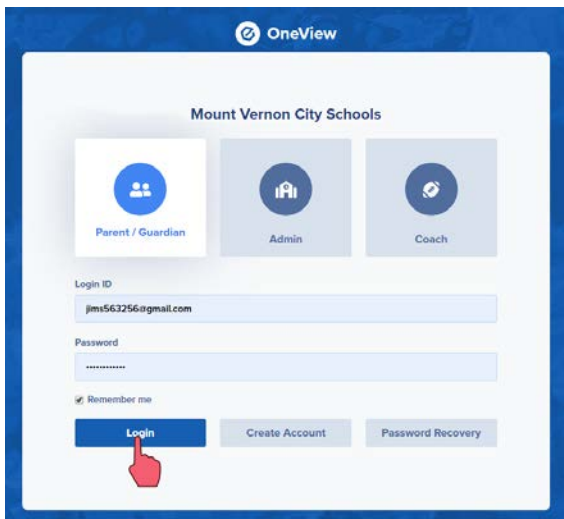 OneView
Mount Vernon City Schools
Parent / Guardian
Admin
Coach
Login ID
jims563256@gmail.com
Password
............
Remember me
Login
Create Account
Password Recovery